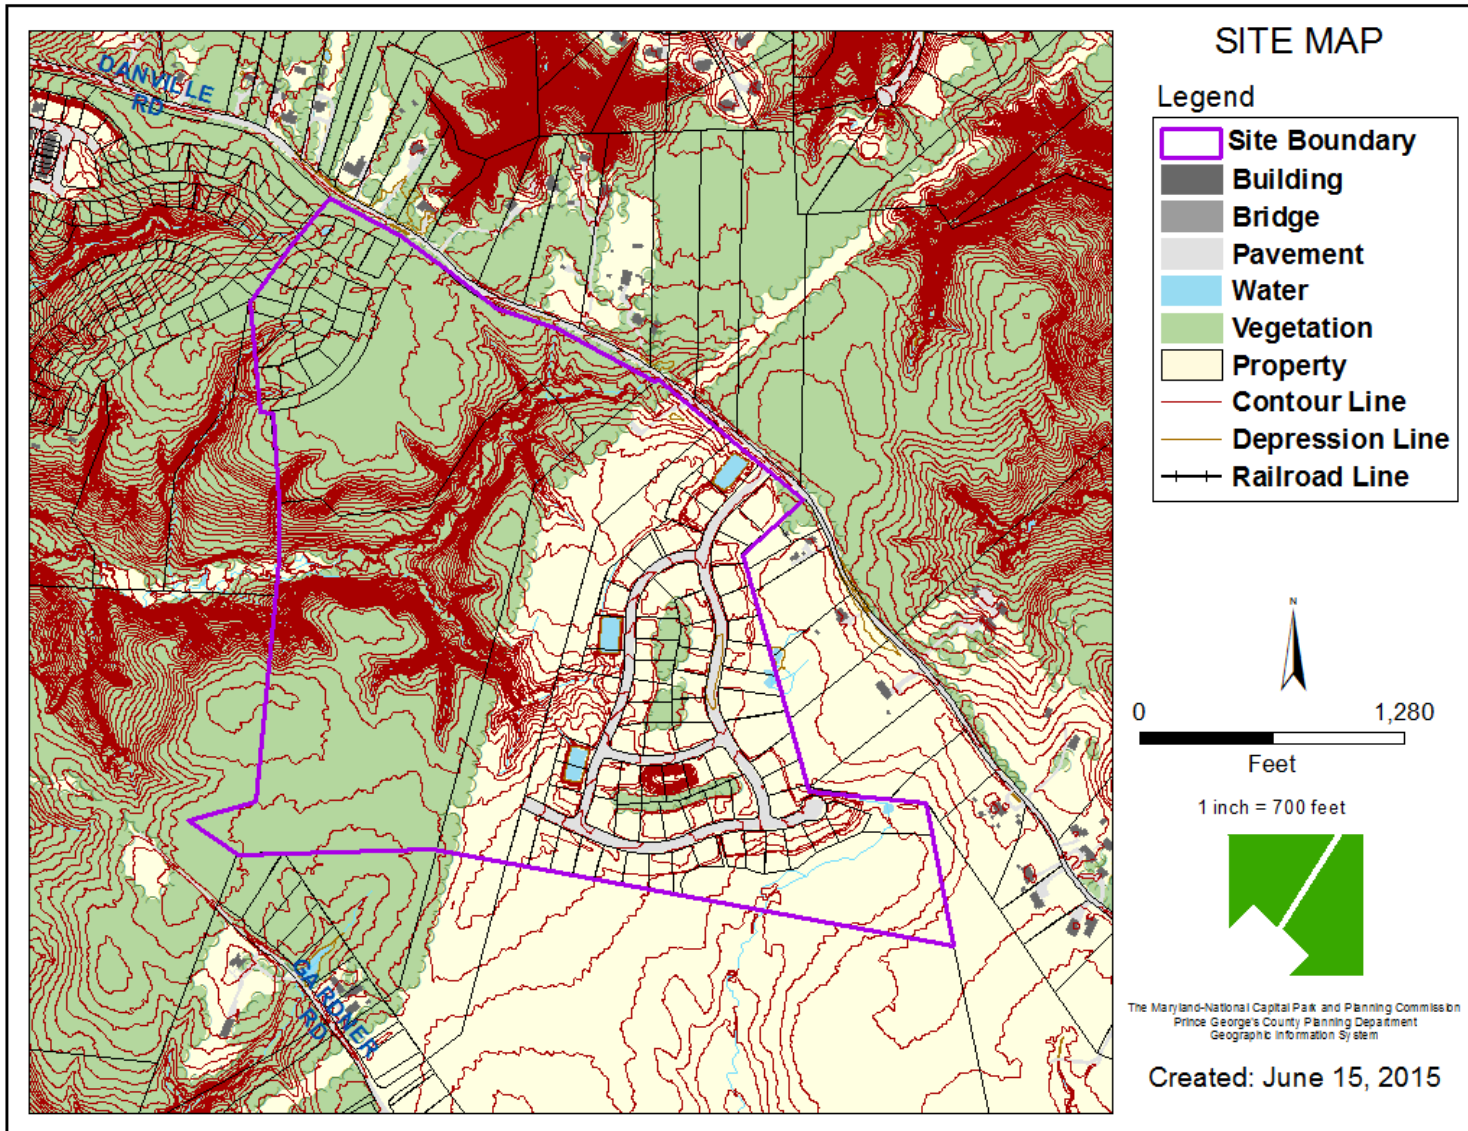 SITE MAP
Legend
Site Boundary
Building
Bridge
Pavement
Water
Vegetation
Property
Contour Line
Depression Line
Railroad Line
DANVILLE
RD
GARDNER
RD
N
0 1,280
Feet
1 inch = 700 feet
The Maryland-National Capital Park and Planning Commission
Prince George's County Planning Department
Geographic Information System
Created: June 15, 2015